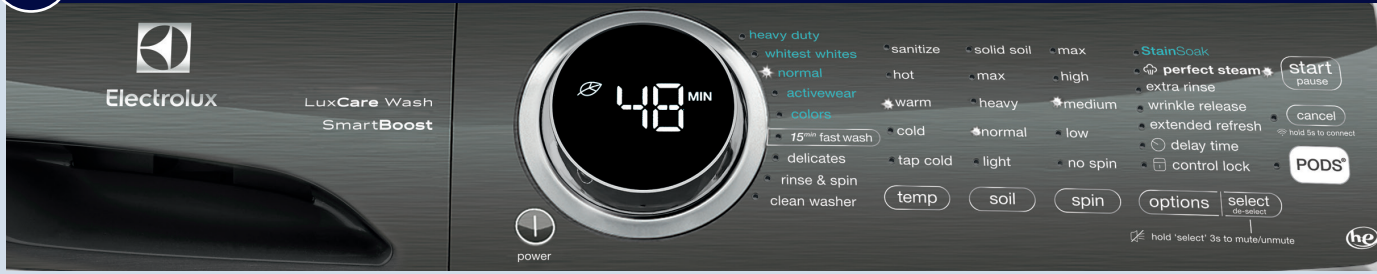 Electrolux
LuxCare Wash
SmartBoost
48 MIN
power
heavy duty
whitest whites
normal
activewear
colors
15min fast wash
delicates
rinse & spin
clean washer
sanitize
hot
warm
cold
tap cold
temp
solid soil
max
heavy
normal
light
soil
max
high
medium
low
no spin
spin
StainSoak
perfect steam
extra rinse
wrinkle release
extended refresh
delay time
control lock
options
select
de-select
hold 'select' 3s to mute/unmute
start
pause
cancel
hold 5s to connect
PODS®
he